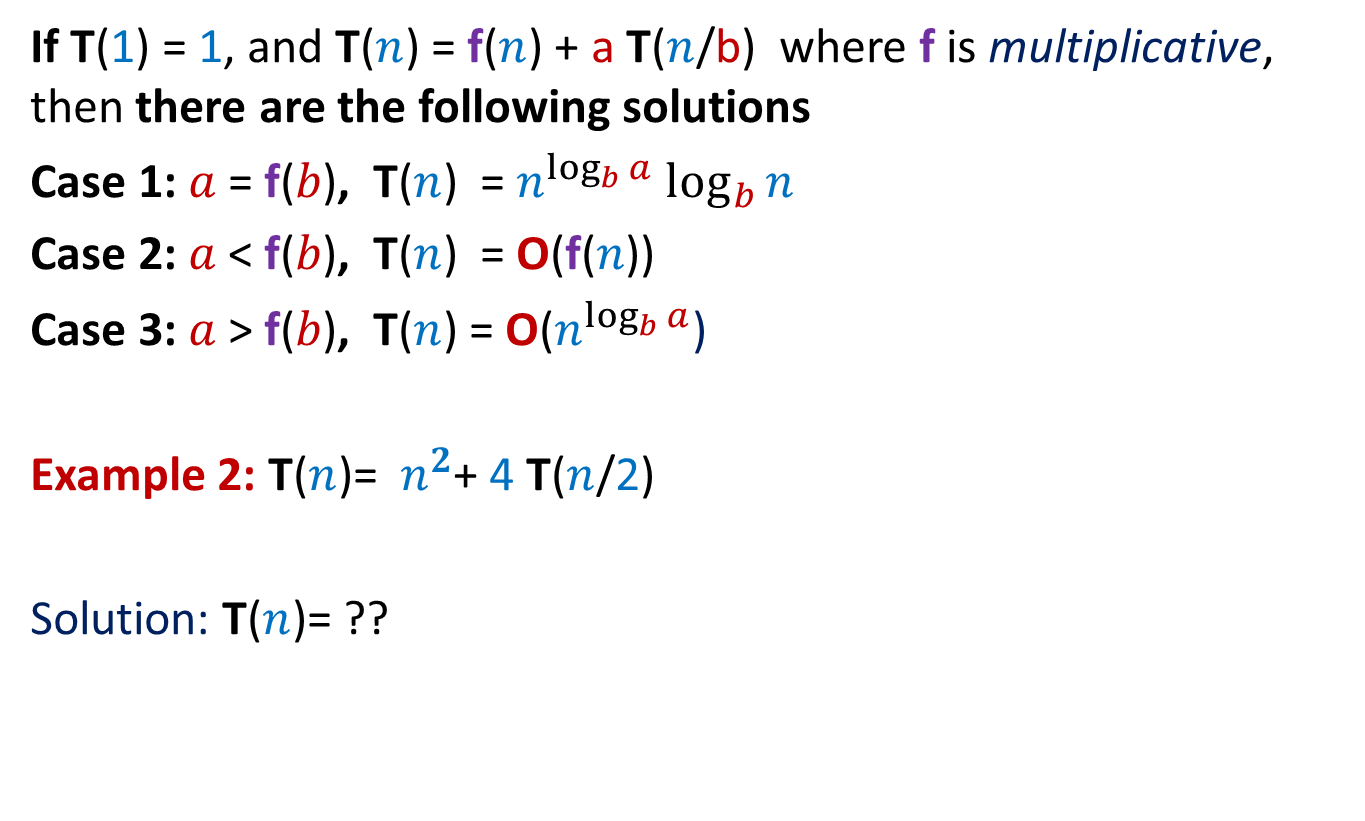 If T(1) = 1, and T(n) = f(n) + a T(n/b) where f is multiplicative,
then there are the following solutions
Case 1: a = f(b), T(n) = n^{log_b a} log_b n
Case 2: a < f(b), T(n) = O(f(n))
Case 3: a > f(b), T(n) = O(n^{log_b a})
Example 2: T(n)= n²+ 4 T(n/2)
Solution: T(n)= ??